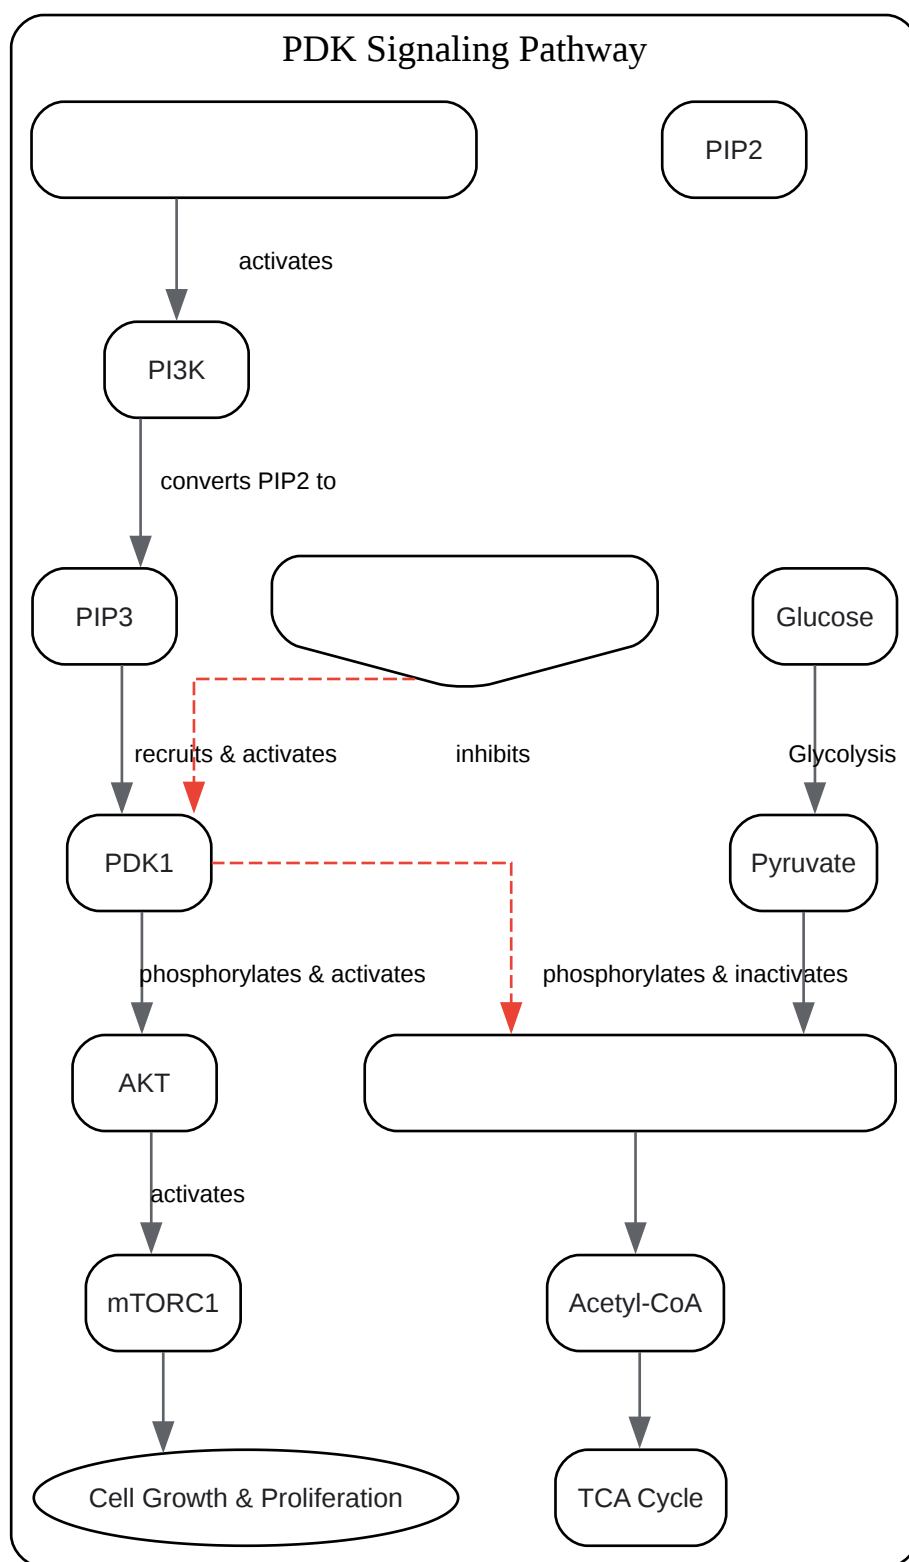 PDK Signaling Pathway
PIP2
activates
PI3K
converts PIP2 to
PIP3
Glucose
recruits & activates
inhibits
Glycolysis
PDK1
Pyruvate
phosphorylates & activates
phosphorylates & inactivates
AKT
activates
mTORC1
Acetyl-CoA
Cell Growth & Proliferation
TCA Cycle